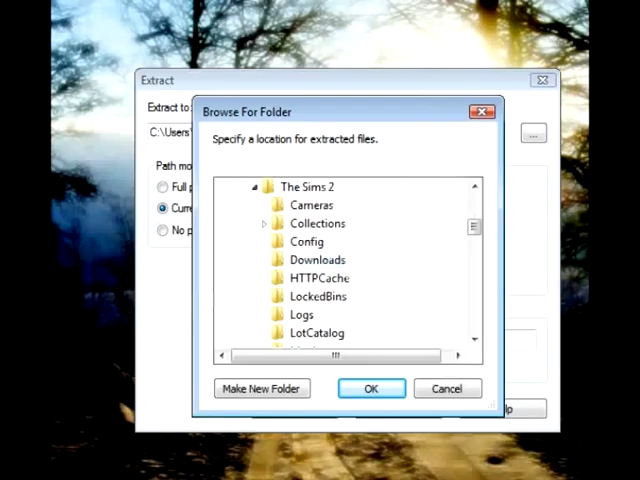 Extract
Browse For Folder
Extract to:
Specify a location for extracted files.
C:\Users\
...
Path mo
Full p
Curre
No p
The Sims 2
Cameras
Collections
Config
Downloads
HTTPCache
LockedBins
Logs
LotCatalog
Make New Folder
OK
Cancel
lp